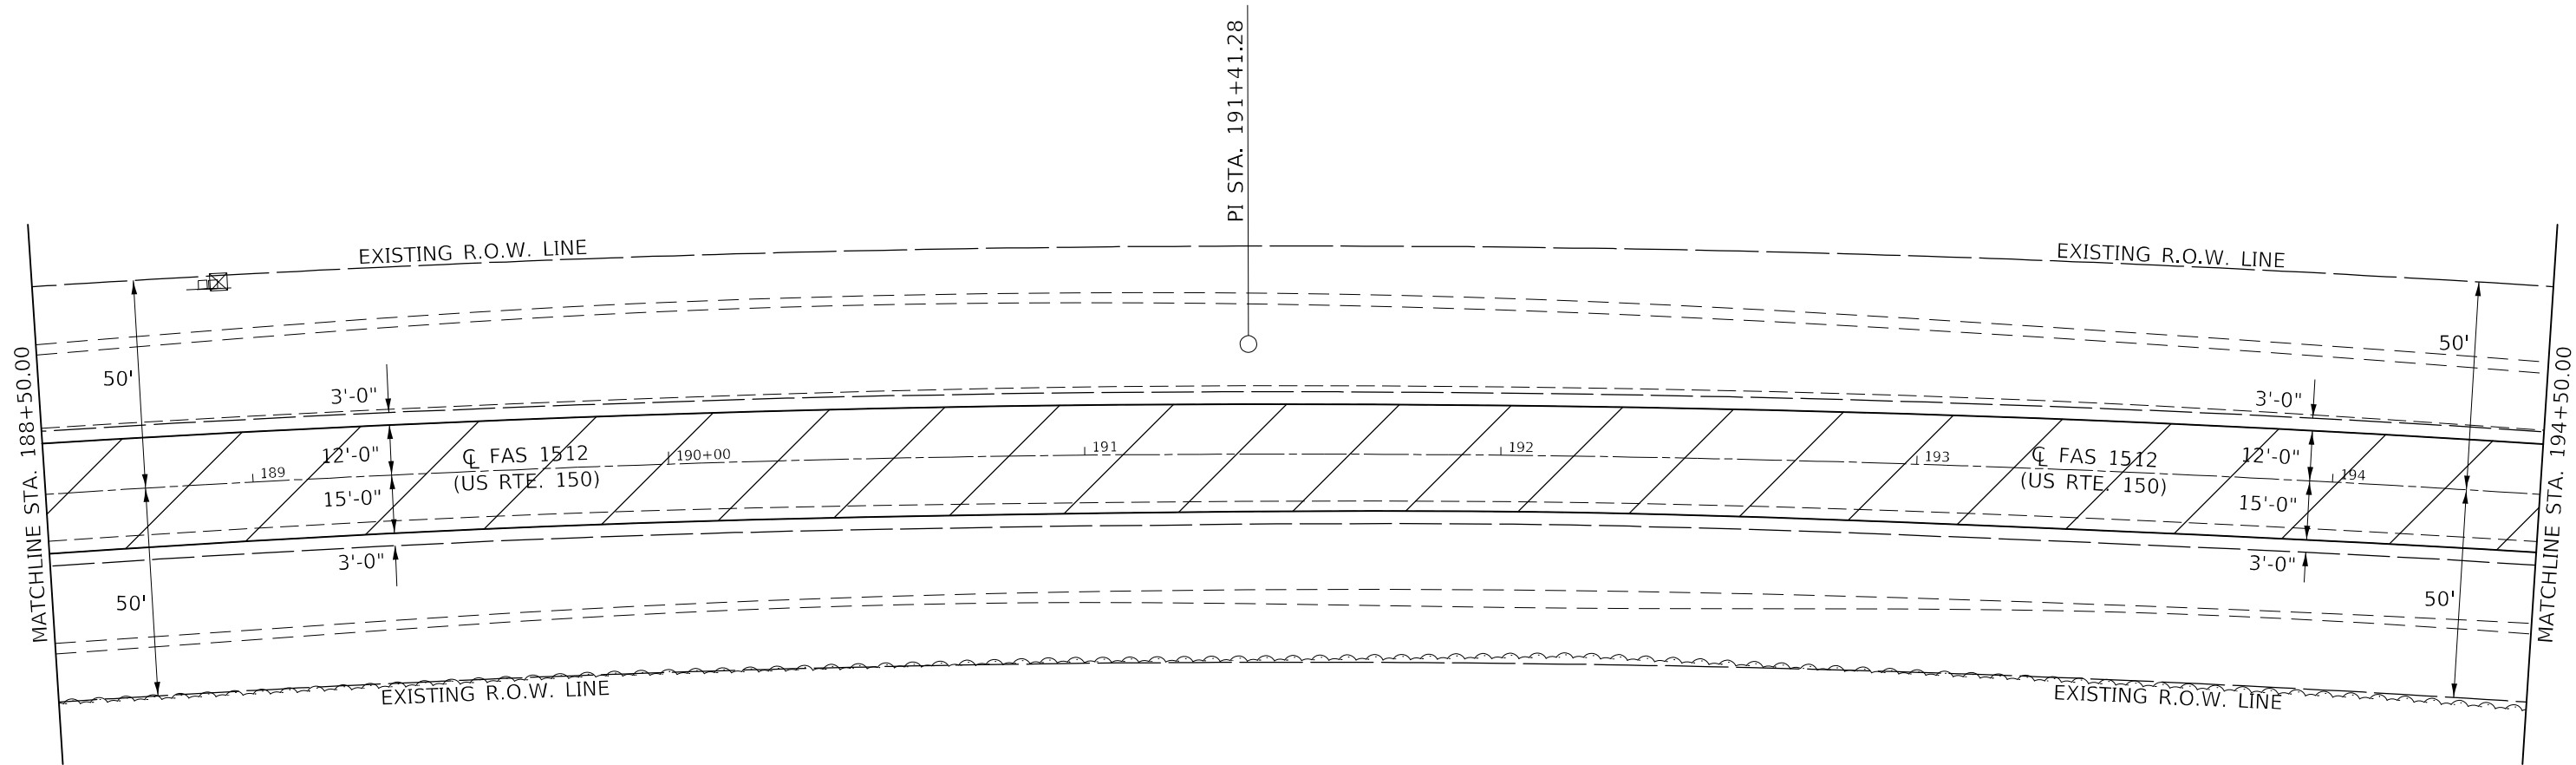 PI STA. 191+41.28
EXISTING R.O.W. LINE
EXISTING R.O.W. LINE
MATCHLINE STA. 188+50.00
50'
3'-0"
12'-0"
15'-0"
3'-0"
50'
189
℄ FAS 1512
(US RTE. 150)
190+00
191
192
193
℄ FAS 1512
(US RTE. 150)
194
50'
3'-0"
12'-0"
15'-0"
3'-0"
50'
MATCHLINE STA. 194+50.00
EXISTING R.O.W. LINE
EXISTING R.O.W. LINE